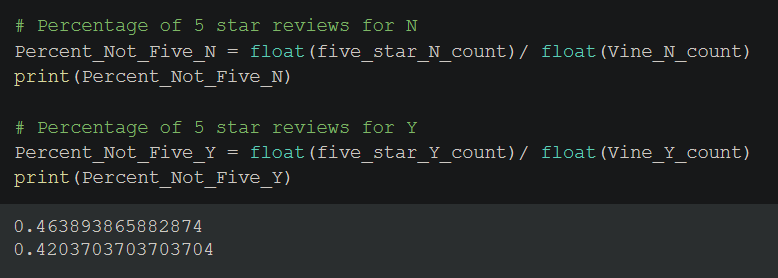 # Percentage of 5 star reviews for N
Percent_Not_Five_N = float(five_star_N_count)/ float(Vine_N_count)
print(Percent_Not_Five_N)
# Percentage of 5 star reviews for Y
Percent_Not_Five_Y = float(five_star_Y_count)/ float(Vine_Y_count)
print(Percent_Not_Five_Y)
0.463893865882874
0.4203703703703704